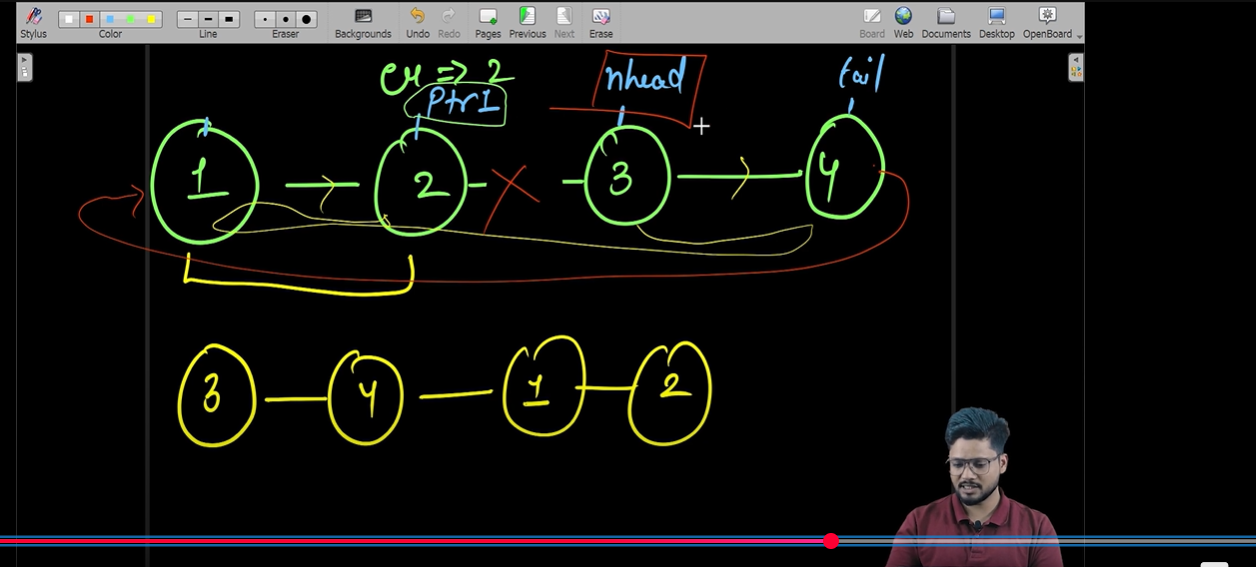 Stylus Color Line Eraser Backgrounds Undo Redo Pages Previous Next Erase Board Web Documents Desktop OpenBoard
=> 2
nhead
tail
Ptr1
1 2 3 4
3 4 1 2